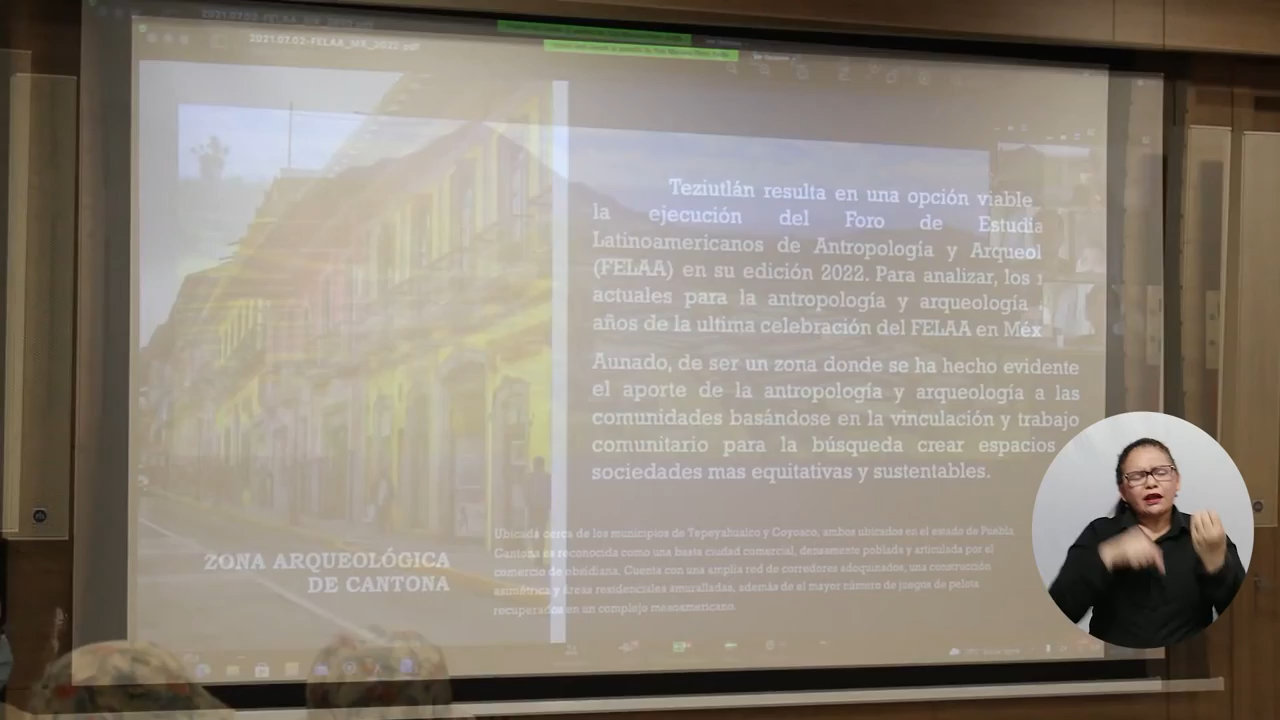 2021.07.02-FELAA_MX_2022.pdf
Teziutlán resulta en una opción viable
la ejecución del Foro de Estudia
Latinoamericanos de Antropología y Arqueol
(FELAA) en su edición 2022. Para analizar, los
actuales para la antropología y arqueología
años de la ultima celebración del FELAA en Méx
Aunado, de ser un zona donde se ha hecho evidente
el aporte de la antropología y arqueología a las
comunidades basándose en la vinculación y trabajo
comunitario para la búsqueda crear espacios
sociedades mas equitativas y sustentables.
ZONA ARQUEOLÓGICA
DE CANTONA
Ubicada cerca de los municipios de Tepeyahualco y Coyoaco, ambos ubicados en el estado de Puebla
Cantona es reconocida como una basta ciudad comercial, densamente poblada y articulada por el
comercio de obsidiana. Cuenta con una amplia red de corredores adoquinados, una construcción
asimétrica y áreas residenciales amuralladas, además de el mayor número de juegos de pelota
recuperados en un complejo mesoamericano.